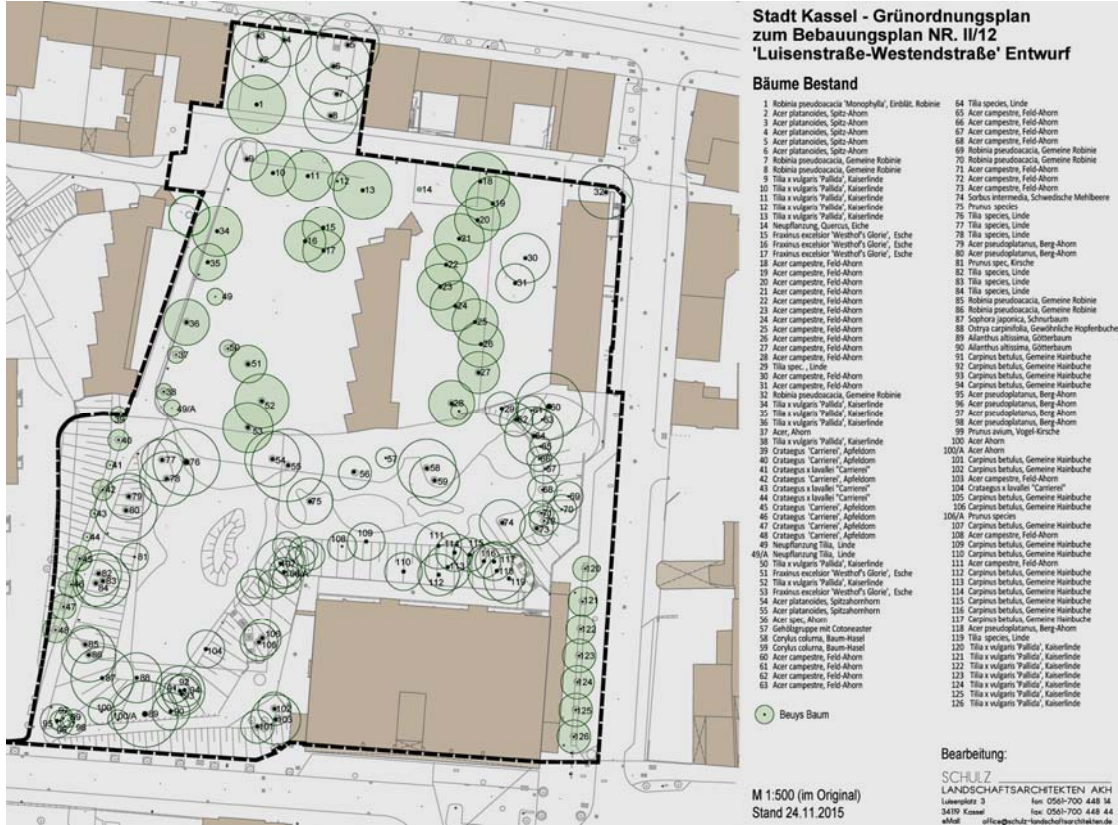 Stadt Kassel - Grünordnungsplan
zum Bebauungsplan NR. II/12
'Luisenstraße-Westendstraße' Entwurf
Bäume Bestand
1 Robinia pseudoacacia 'Monophylla', Einblät. Robinie
2 Acer platanoides, Spitz-Ahorn
3 Acer platanoides, Spitz-Ahorn
4 Acer platanoides, Spitz-Ahorn
5 Acer platanoides, Spitz-Ahorn
6 Acer platanoides, Spitz-Ahorn
7 Robinia pseudoacacia, Gemeine Robinie
8 Robinia pseudoacacia, Gemeine Robinie
9 Tilia x vulgaris 'Pallida', Kaiserlinde
10 Tilia x vulgaris 'Pallida', Kaiserlinde
11 Tilia x vulgaris 'Pallida', Kaiserlinde
12 Tilia x vulgaris 'Pallida', Kaiserlinde
13 Tilia x vulgaris 'Pallida', Kaiserlinde
14 Neupflanzung, Quercus, Eiche
15 Fraxinus excelsior 'Westhof's Glorie', Esche
16 Fraxinus excelsior 'Westhof's Glorie', Esche
17 Fraxinus excelsior 'Westhof's Glorie', Esche
18 Acer campestre, Feld-Ahorn
19 Acer campestre, Feld-Ahorn
20 Acer campestre, Feld-Ahorn
21 Acer campestre, Feld-Ahorn
22 Acer campestre, Feld-Ahorn
23 Acer campestre, Feld-Ahorn
24 Acer campestre, Feld-Ahorn
25 Acer campestre, Feld-Ahorn
26 Acer campestre, Feld-Ahorn
27 Acer campestre, Feld-Ahorn
28 Acer campestre, Feld-Ahorn
29 Tilia spec. , Linde
30 Acer campestre, Feld-Ahorn
31 Acer campestre, Feld-Ahorn
32 Robinia pseudoacacia, Gemeine Robinie
34 Tilia x vulgaris 'Pallida', Kaiserlinde
35 Tilia x vulgaris 'Pallida', Kaiserlinde
36 Tilia x vulgaris 'Pallida', Kaiserlinde
37 Acer, Ahorn
38 Tilia x vulgaris 'Pallida', Kaiserlinde
39 Crataegus 'Carrierei', Apfeldorn
40 Crataegus 'Carrierei', Apfeldorn
41 Crataegus x lavallei "Carrierei"
42 Crataegus 'Carrierei', Apfeldorn
43 Crataegus x lavallei "Carrierei"
44 Crataegus x lavallei "Carrierei"
45 Crataegus 'Carrierei', Apfeldorn
46 Crataegus 'Carrierei', Apfeldorn
47 Crataegus 'Carrierei', Apfeldorn
48 Crataegus 'Carrierei', Apfeldorn
49 Neupflanzung Tilia, Linde
49/A Neupflanzung Tilia, Linde
50 Tilia x vulgaris 'Pallida', Kaiserlinde
51 Fraxinus excelsior 'Westhof's Glorie', Esche
52 Tilia x vulgaris 'Pallida', Kaiserlinde
53 Fraxinus excelsior 'Westhof's Glorie', Esche
54 Acer platanoides, Spitzahornhorn
55 Acer platanoides, Spitzahornhorn
56 Acer spec, Ahorn
57 Gehölzgruppe mit Cotoneaster
58 Corylus colurna, Baum-Hasel
59 Corylus colurna, Baum-Hasel
60 Acer campestre, Feld-Ahorn
61 Acer campestre, Feld-Ahorn
62 Acer campestre, Feld-Ahorn
63 Acer campestre, Feld-Ahorn
64 Tilia species, Linde
65 Acer campestre, Feld-Ahorn
66 Acer campestre, Feld-Ahorn
67 Acer campestre, Feld-Ahorn
68 Acer campestre, Feld-Ahorn
69 Robinia pseudoacacia, Gemeine Robinie
70 Robinia pseudoacacia, Gemeine Robinie
71 Acer campestre, Feld-Ahorn
72 Acer campestre, Feld-Ahorn
73 Acer campestre, Feld-Ahorn
74 Sorbus intermedia, Schwedische Mehlbeere
75 Prunus species
76 Tilia species, Linde
77 Tilia species, Linde
78 Tilia species, Linde
79 Acer pseudoplatanus, Berg-Ahorn
80 Acer pseudoplatanus, Berg-Ahorn
81 Prunus spec, Kirsche
82 Tilia species, Linde
83 Tilia species, Linde
84 Tilia species, Linde
85 Robinia pseudoacacia, Gemeine Robinie
86 Robinia pseudoacacia, Gemeine Robinie
87 Sophora japonica, Schnurbaum
88 Ostrya carpinifolia, Gewöhnliche Hopfenbuche
89 Ailanthus altissima, Götterbaum
90 Ailanthus altissima, Götterbaum
91 Carpinus betulus, Gemeine Hainbuche
92 Carpinus betulus, Gemeine Hainbuche
93 Carpinus betulus, Gemeine Hainbuche
94 Carpinus betulus, Gemeine Hainbuche
95 Acer pseudoplatanus, Berg-Ahorn
96 Acer pseudoplatanus, Berg-Ahorn
97 Acer pseudoplatanus, Berg-Ahorn
98 Acer pseudoplatanus, Berg-Ahorn
99 Prunus avium, Vogel-Kirsche
100 Acer Ahorn
100/A Acer Ahorn
101 Carpinus betulus, Gemeine Hainbuche
102 Carpinus betulus, Gemeine Hainbuche
103 Acer campestre, Feld-Ahorn
104 Crataegus x lavallei "Carrierei"
105 Carpinus betulus, Gemeine Hainbuche
106 Carpinus betulus, Gemeine Hainbuche
106/A Prunus species
107 Carpinus betulus, Gemeine Hainbuche
108 Acer campestre, Feld-Ahorn
109 Carpinus betulus, Gemeine Hainbuche
110 Carpinus betulus, Gemeine Hainbuche
111 Acer campestre, Feld-Ahorn
112 Carpinus betulus, Gemeine Hainbuche
113 Carpinus betulus, Gemeine Hainbuche
114 Carpinus betulus, Gemeine Hainbuche
115 Carpinus betulus, Gemeine Hainbuche
116 Carpinus betulus, Gemeine Hainbuche
117 Carpinus betulus, Gemeine Hainbuche
118 Acer pseudoplatanus, Berg-Ahorn
119 Tilia species, Linde
120 Tilia x vulgaris 'Pallida', Kaiserlinde
121 Tilia x vulgaris 'Pallida', Kaiserlinde
122 Tilia x vulgaris 'Pallida', Kaiserlinde
123 Tilia x vulgaris 'Pallida', Kaiserlinde
124 Tilia x vulgaris 'Pallida', Kaiserlinde
125 Tilia x vulgaris 'Pallida', Kaiserlinde
126 Tilia x vulgaris 'Pallida', Kaiserlinde
Beuys Baum
M 1:500 (im Original)
Stand 24.11.2015
Bearbeitung:
SCHULZ
LANDSCHAFTSARCHITEKTEN AKH
Luisenplatz 3 fon: 0561-700 448 14
34119 Kassel fax: 0561-700 448 44
eMail: office@schulz-landschaftsarchitekten.de